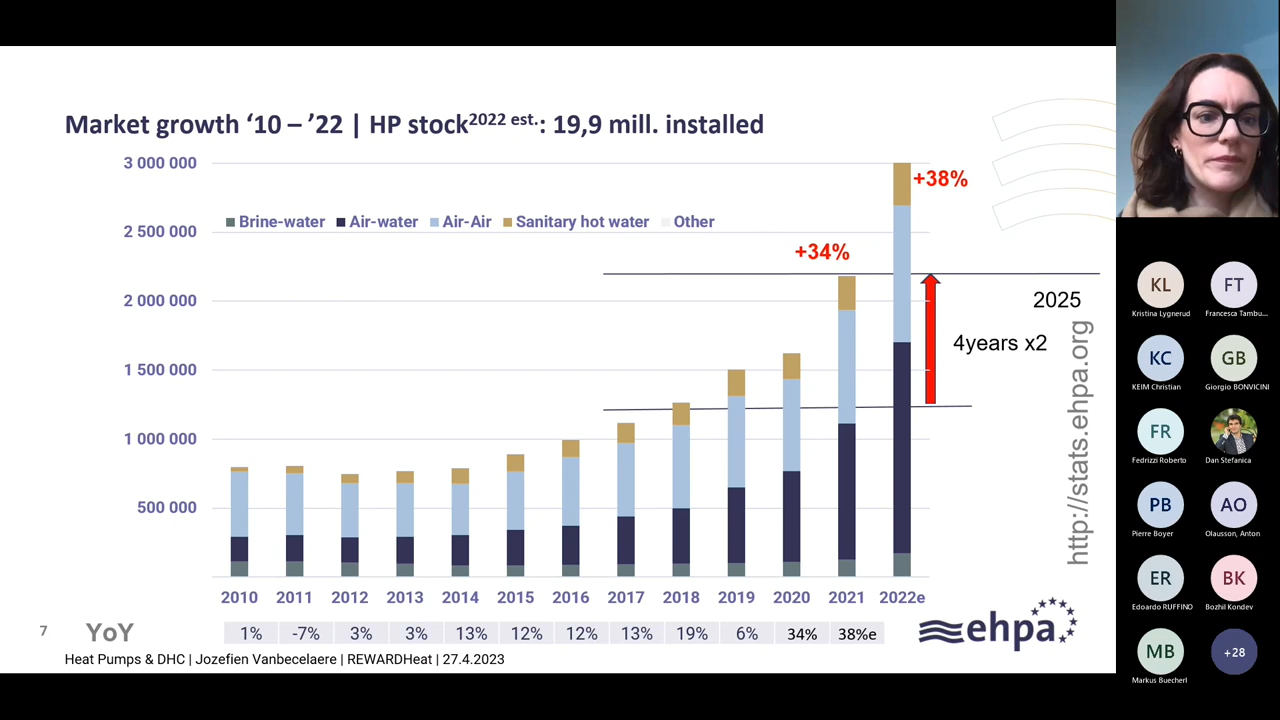 Market growth ‘10 – ’22 | HP stock2022 est.: 19,9 mill. installed
3 000 000
+38%
Brine-water Air-water Air-Air Sanitary hot water Other
2 500 000
+34%
2 000 000
2025
4years x2
1 500 000
1 000 000
500 000
http://stats.ehpa.org
2010 2011 2012 2013 2014 2015 2016 2017 2018 2019 2020 2021 2022e
7 YoY 1% -7% 3% 3% 13% 12% 12% 13% 19% 6% 34% 38%e
ehpa
Heat Pumps & DHC | Jozefien Vanbecelaere | REWARDHeat | 27.4.2023
KL FT
Kristina Lygnerud Francesca Tambu...
KC GB
KEIM Christian Giorgio BONVICINI
FR
Fedrizzi Roberto Dan Stefanica
PB AO
Pierre Boyer Olausson, Anton
ER BK
Edoardo RUFFINO Bozhil Kondev
MB +28
Markus Buecherl